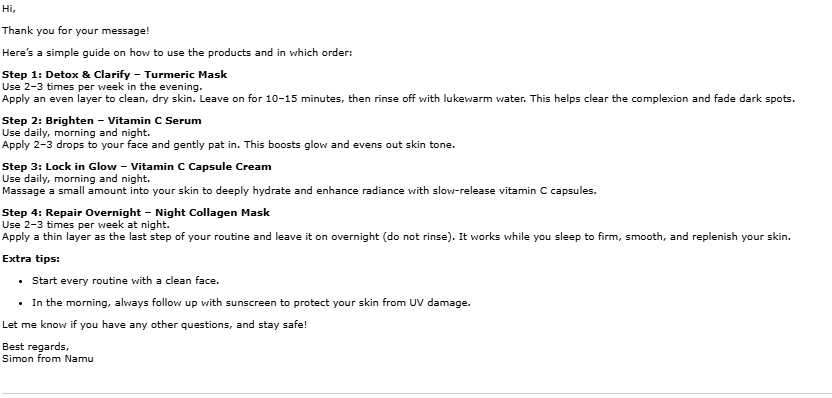 Hi,
Thank you for your message!
Here’s a simple guide on how to use the products and in which order:
Step 1: Detox & Clarify – Turmeric Mask
Use 2–3 times per week in the evening.
Apply an even layer to clean, dry skin. Leave on for 10–15 minutes, then rinse off with lukewarm water. This helps clear the complexion and fade dark spots.
Step 2: Brighten – Vitamin C Serum
Use daily, morning and night.
Apply 2–3 drops to your face and gently pat in. This boosts glow and evens out skin tone.
Step 3: Lock in Glow – Vitamin C Capsule Cream
Use daily, morning and night.
Massage a small amount into your skin to deeply hydrate and enhance radiance with slow-release vitamin C capsules.
Step 4: Repair Overnight – Night Collagen Mask
Use 2–3 times per week at night.
Apply a thin layer as the last step of your routine and leave it on overnight (do not rinse). It works while you sleep to firm, smooth, and replenish your skin.
Extra tips:
• Start every routine with a clean face.
• In the morning, always follow up with sunscreen to protect your skin from UV damage.
Let me know if you have any other questions, and stay safe!
Best regards,
Simon from Namu